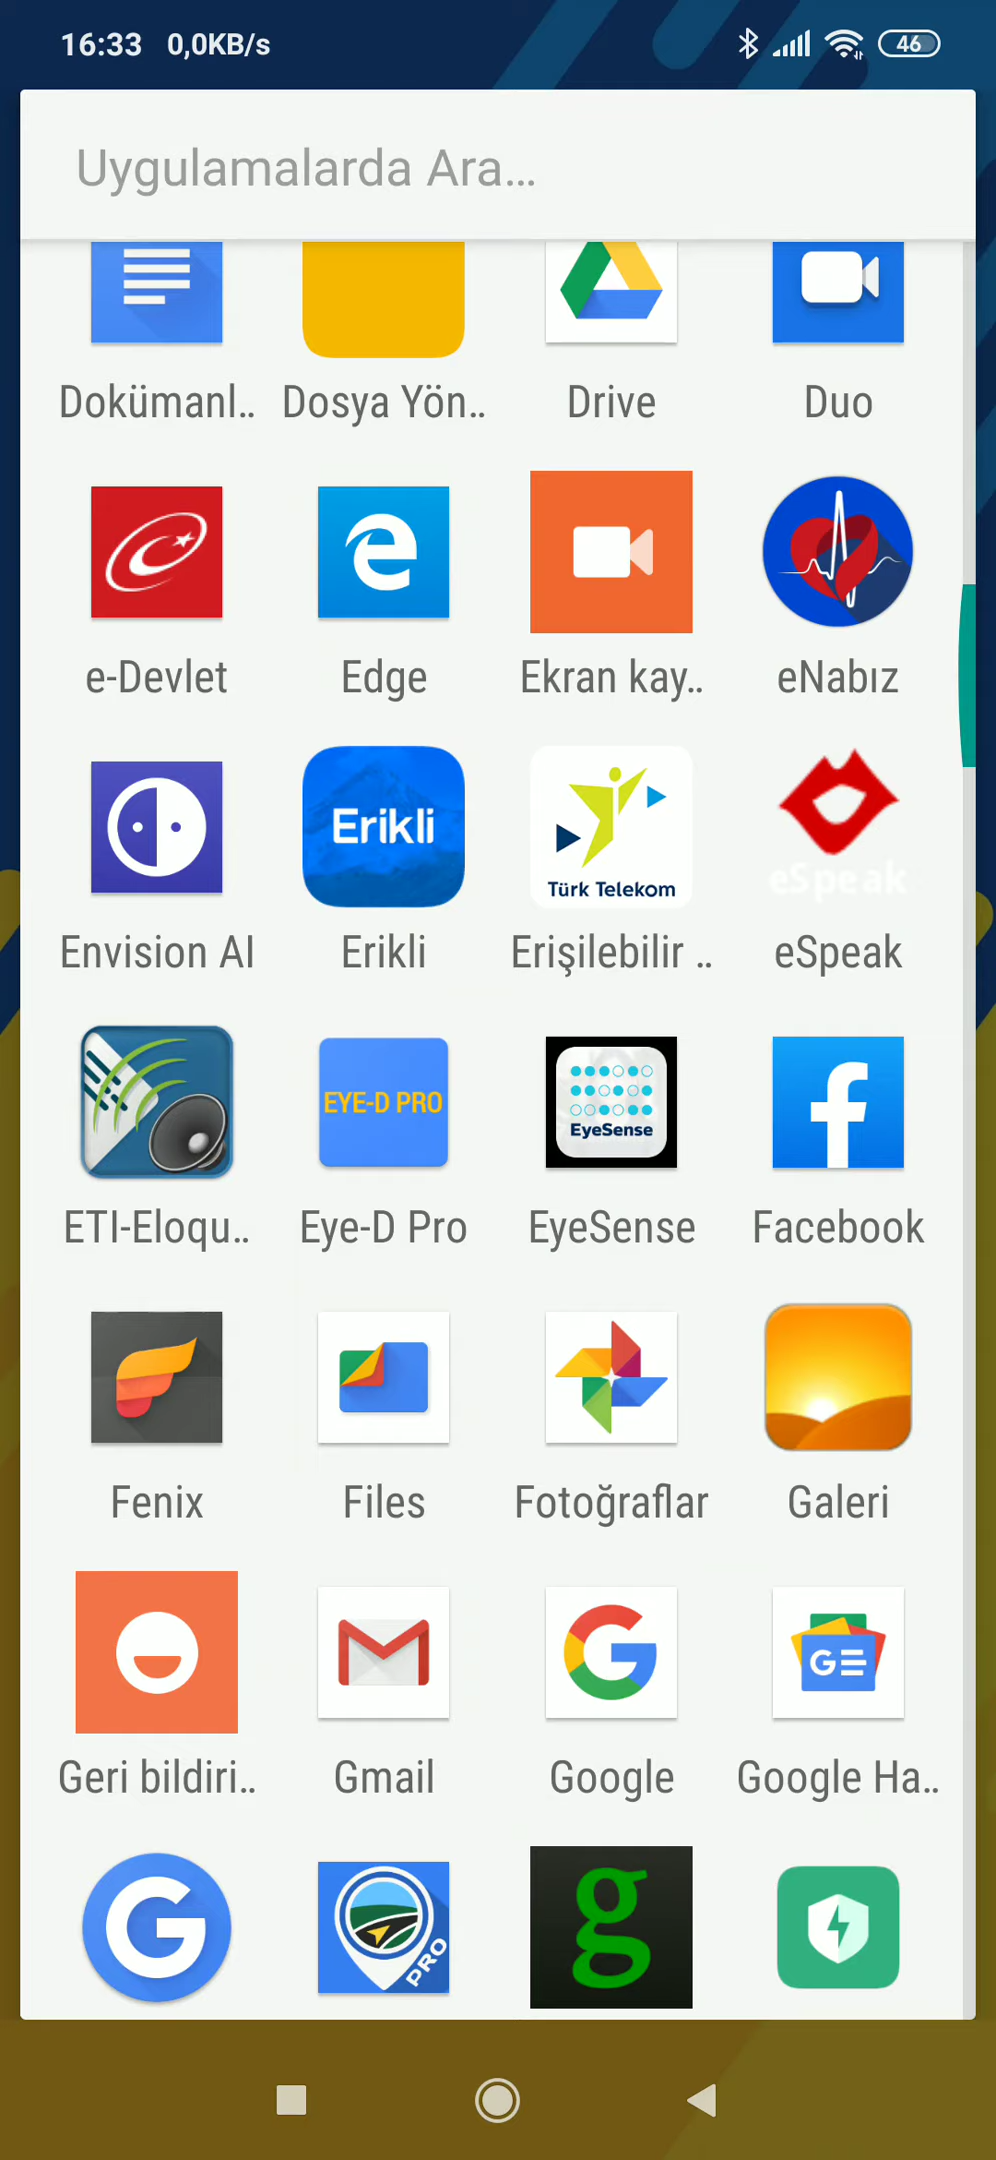 16:33 0,0KB/s 46
Uygulamalarda Ara...
Dokümanl.. Dosya Yön.. Drive Duo
e-Devlet Edge Ekran kay.. eNabız
Erikli
Türk Telekom
eSpeak
Envision AI Erikli Erişilebilir .. eSpeak
EYE-D PRO
EyeSense
ETI-Eloqu.. Eye-D Pro EyeSense Facebook
Fenix Files Fotoğraflar Galeri
GE
Geri bildiri.. Gmail Google Google Ha..
G
PRO
g